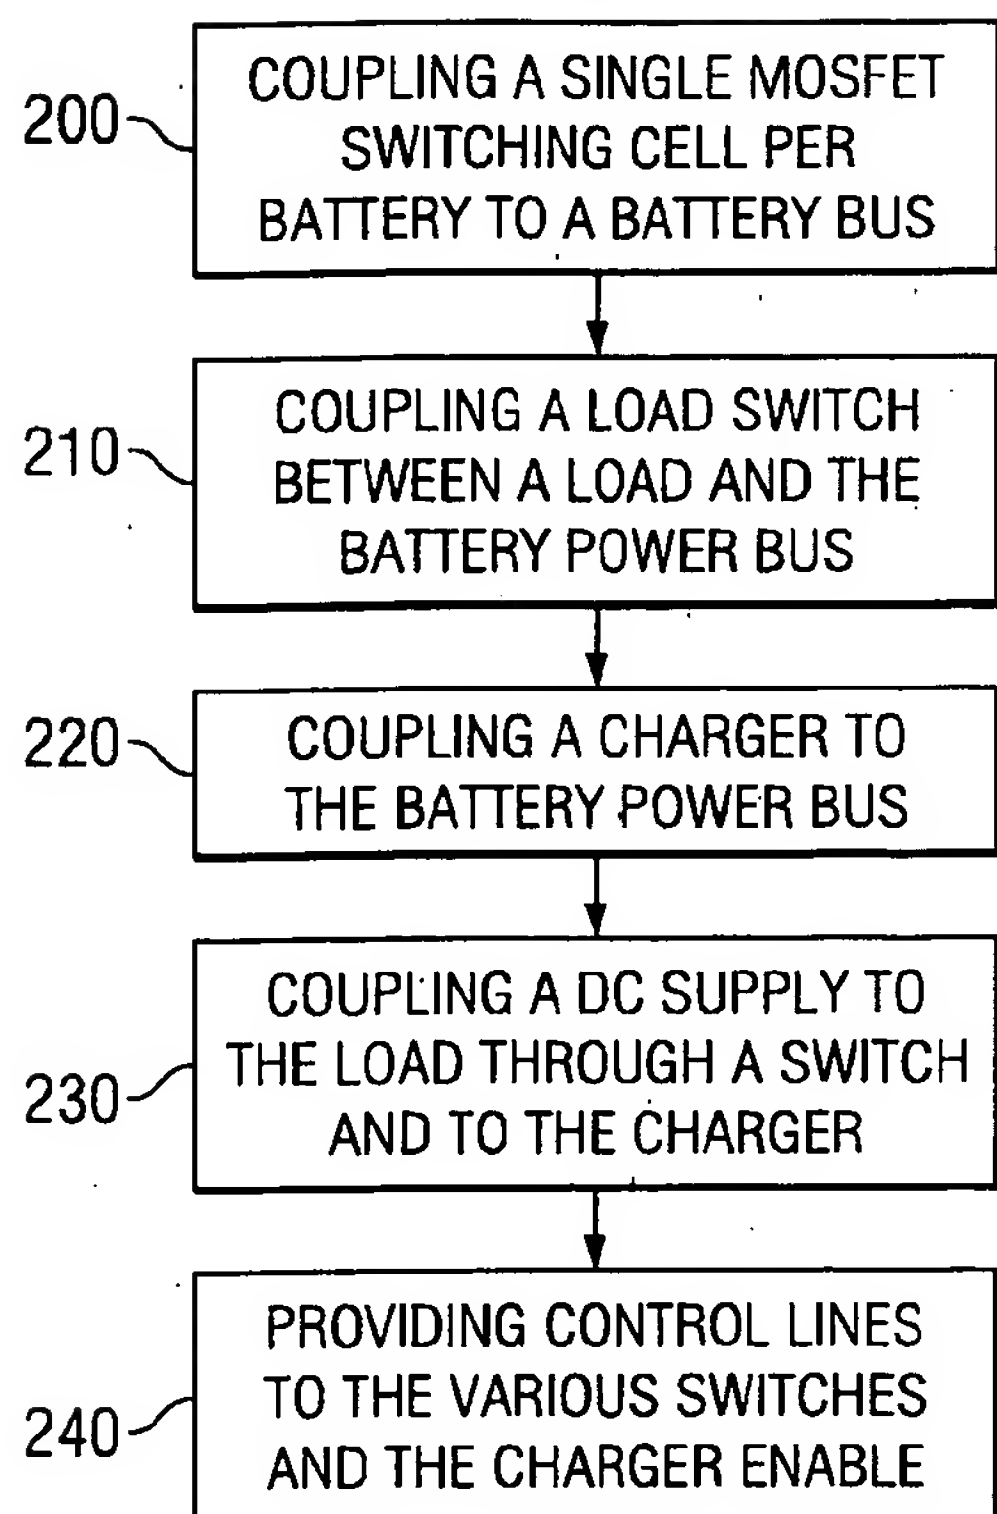 200
COUPLING A SINGLE MOSFET
SWITCHING CELL PER
BATTERY TO A BATTERY BUS
210
COUPLING A LOAD SWITCH
BETWEEN A LOAD AND THE
BATTERY POWER BUS
220
COUPLING A CHARGER TO
THE BATTERY POWER BUS
230
COUPLING A DC SUPPLY TO
THE LOAD THROUGH A SWITCH
AND TO THE CHARGER
240
PROVIDING CONTROL LINES
TO THE VARIOUS SWITCHES
AND THE CHARGER ENABLE